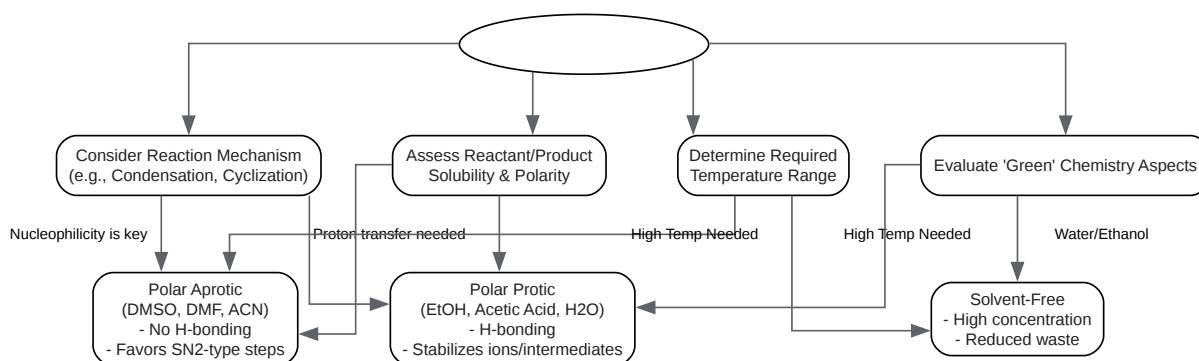 Consider Reaction Mechanism
(e.g., Condensation, Cyclization)
Assess Reactant/Product
Solubility & Polarity
Determine Required
Temperature Range
Evaluate 'Green' Chemistry Aspects
Nucleophilicity is key
Proton transfer needed
High Temp Needed
High Temp Needed
Water/Ethanol
Polar Aprotic
(DMSO, DMF, ACN)
- No H-bonding
- Favors SN2-type steps
Polar Protic
(EtOH, Acetic Acid, H2O)
- H-bonding
- Stabilizes ions/intermediates
Solvent-Free
- High concentration
- Reduced waste